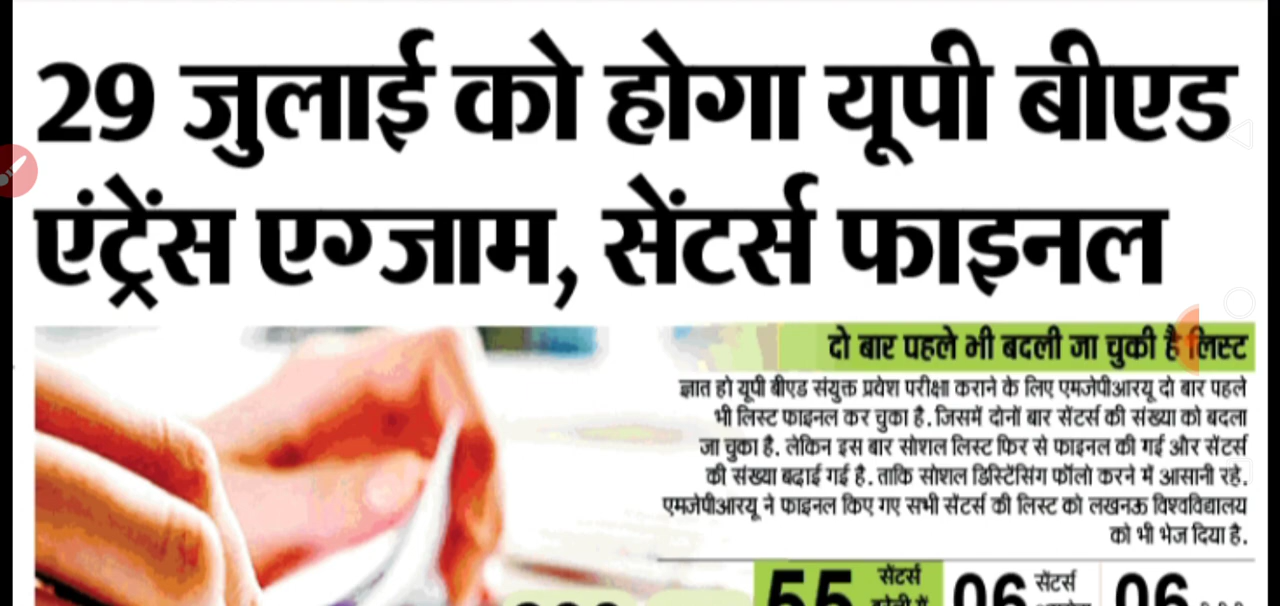 29 जुलाई को होगा यूपी बीएड
एंट्रेंस एग्जाम, सेंटर्स फाइनल
दो बार पहले भी बदली जा चुकी है लिस्ट
ज्ञात हो यूपी बीएड संयुक्त प्रवेश परीक्षा कराने के लिए एमजेपीआरयू दो बार पहले
भी लिस्ट फाइनल कर चुका है. जिसमें दोनों बार सेंटर्स की संख्या को बदला
जा चुका है. लेकिन इस बार सोशल लिस्ट फिर से फाइनल की गई और सेंटर्स
की संख्या बढ़ाई गई है. ताकि सोशल डिस्टेंसिंग फॉलो करने में आसानी रहे.
एमजेपीआरयू ने फाइनल किए गए सभी सेंटर्स की लिस्ट को लखनऊ विश्वविद्यालय
को भी भेज दिया है.
55 सेंटर्स 06 सेंटर्स 06